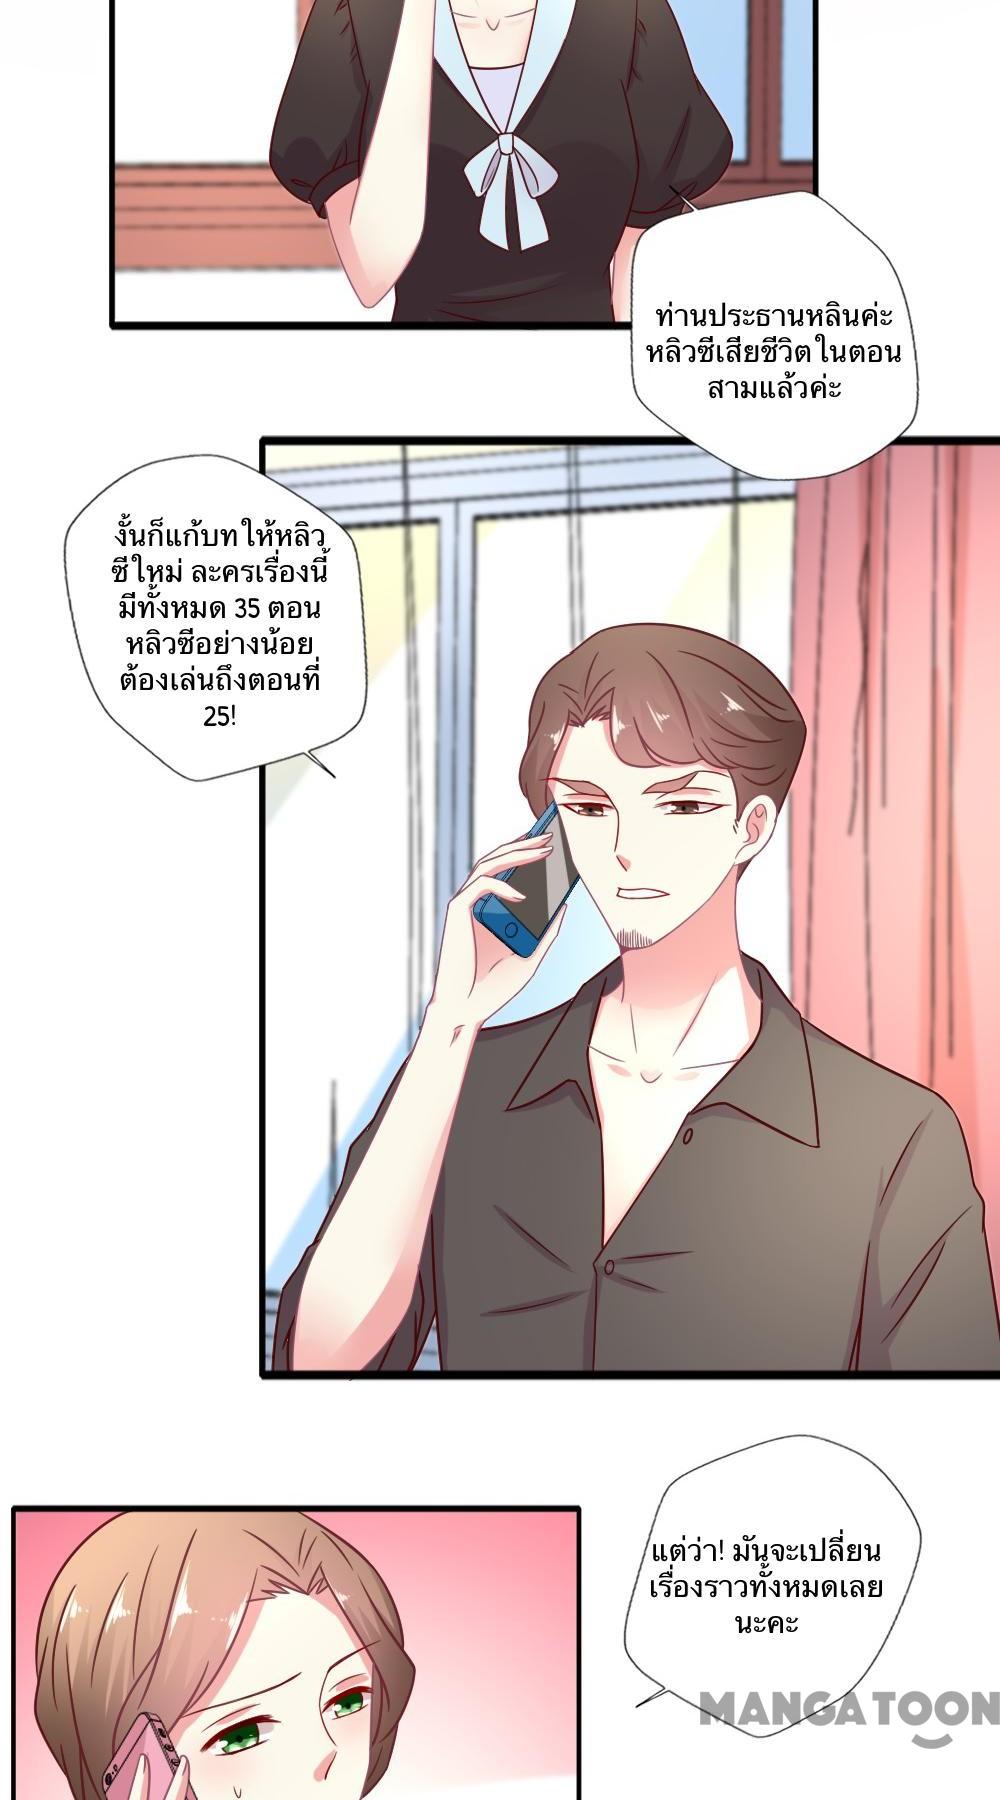 ท่านประธานหลินค่ะ
หลิวซีเสียชีวิตในตอน
สามแล้วค่ะ
งั้นก็แก้บทให้หลิว
ซีใหม่ ละครเรื่องนี้
มีทั้งหมด 35 ตอน
หลิวซีอย่างน้อย
ต้องเล่นถึงตอนที่
25!
แต่ว่า! มันจะเปลี่ยน
เรื่องราวทั้งหมดเลย
นะคะ
MANGATOON